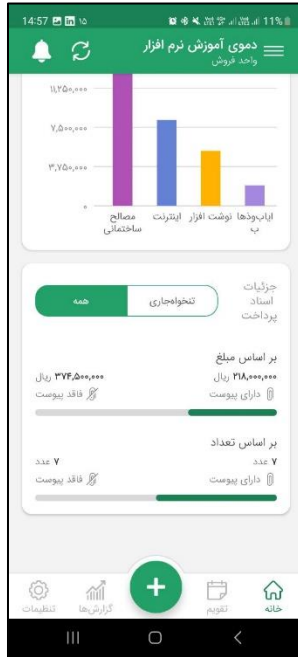 14:57
11%
دموی آموزش نرم افزار
واحد فروش
۱۱,۲۵۰,۰۰۰
۷,۵۰۰,۰۰۰
۳,۷۵۰,۰۰۰
۰
ایاب‌وذهاب
نوشت افزار
اینترنت
مصالح ساختمانی
جزئیات اسناد پرداخت
تنخواه‌جاری
همه
بر اساس مبلغ
۲۱۸,۰۰۰,۰۰۰ ریال
۳۷۴,۵۰۰,۰۰۰ ریال
دارای پیوست
فاقد پیوست
بر اساس تعداد
۷ عدد
۷ عدد
دارای پیوست
فاقد پیوست
خانه
تقویم
گزارش‌ها
تنظیمات